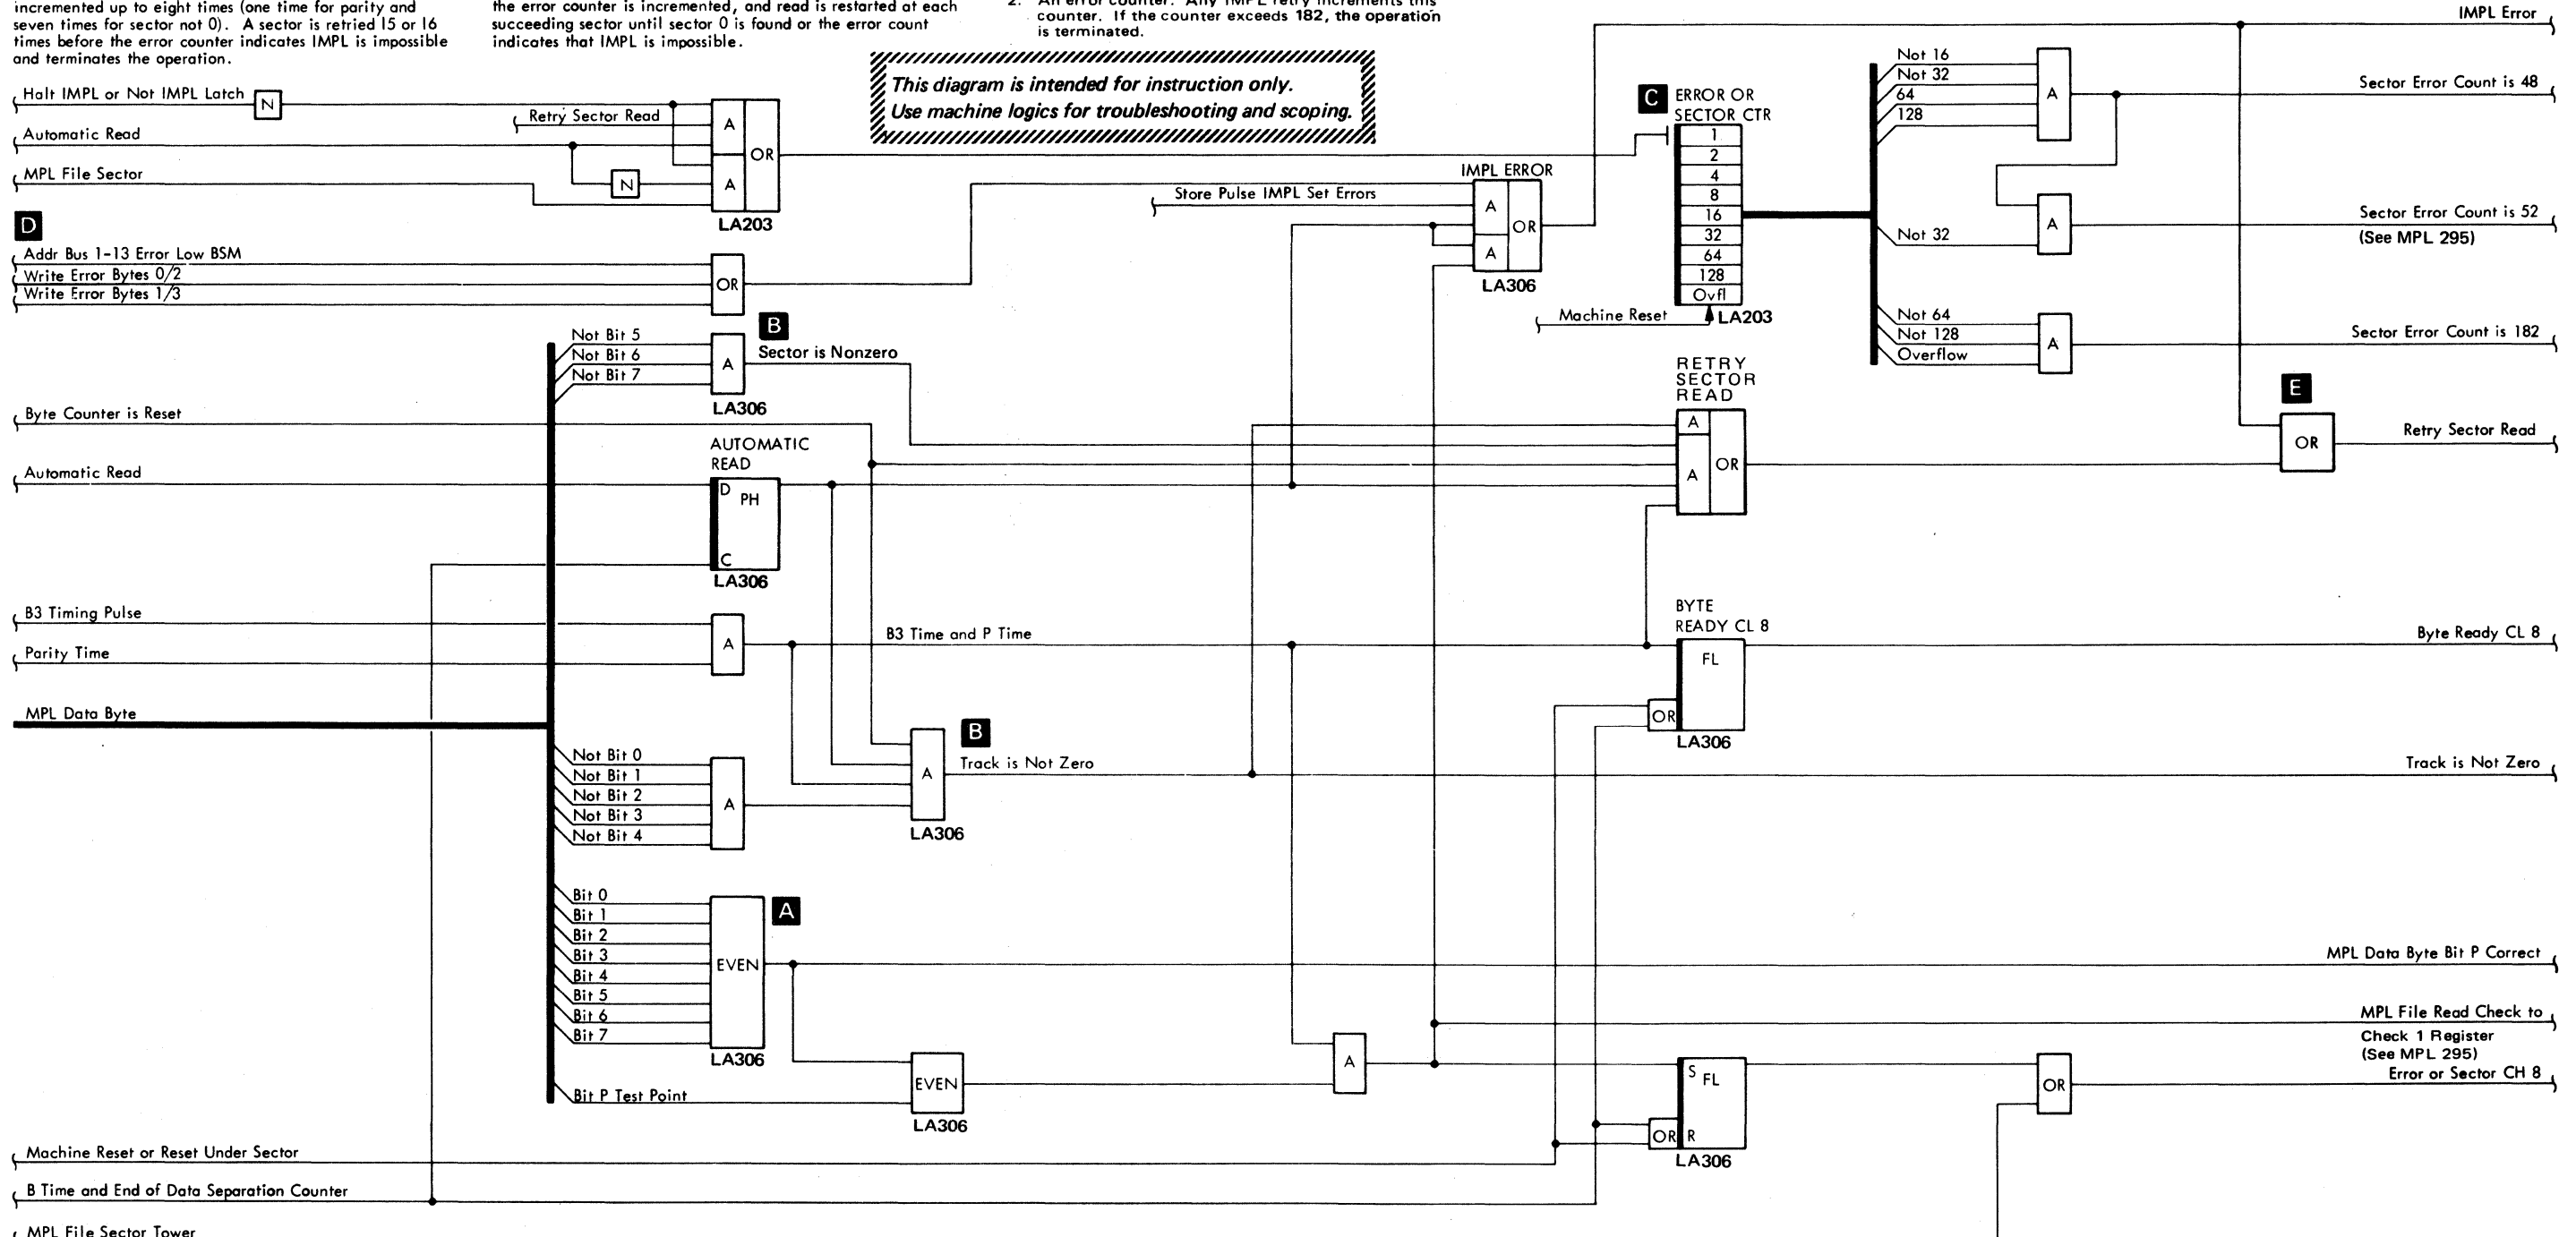 incremented up to eight times (one time for parity and
seven times for sector not 0). A sector is retried 15 or 16
times before the error counter indicates IMPL is impossible
and terminates the operation.
the error counter is incremented, and read is restarted at each
succeeding sector until sector 0 is found or the error count
indicates that IMPL is impossible.
2. An error counter. Any IMPL retry increments this
counter. If the counter exceeds 182, the operation
is terminated.
This diagram is intended for instruction only.
Use machine logics for troubleshooting and scoping.
IMPL Error
Halt IMPL or Not IMPL Latch
N
Retry Sector Read
A
Automatic Read
OR
MPL File Sector
N
A
LA203
C
ERROR OR
SECTOR CTR
1
2
4
8
16
32
64
128
Ovfl
Machine Reset
LA203
Not 16
Not 32
64
128
A
Sector Error Count is 48
A
Not 32
Sector Error Count is 52
(See MPL 295)
Not 64
Not 128
Overflow
A
Sector Error Count is 182
IMPL ERROR
Store Pulse IMPL Set Errors
A
OR
A
LA306
D
Addr Bus 1-13 Error Low BSM
Write Error Bytes 0/2
Write Error Bytes 1/3
OR
B
Not Bit 5
Not Bit 6
Not Bit 7
A
Sector is Nonzero
LA306
RETRY
SECTOR
READ
A
OR
A
E
OR
Retry Sector Read
Byte Counter is Reset
AUTOMATIC
READ
Automatic Read
D
PH
C
LA306
B3 Timing Pulse
Parity Time
A
B3 Time and P Time
BYTE
READY CL 8
FL
OR
LA306
Byte Ready CL 8
MPL Data Byte
Not Bit 0
Not Bit 1
Not Bit 2
Not Bit 3
Not Bit 4
A
B
A
Track is Not Zero
LA306
Track is Not Zero
Bit 0
Bit 1
Bit 2
Bit 3
Bit 4
Bit 5
Bit 6
Bit 7
EVEN
A
LA306
MPL Data Byte Bit P Correct
Bit P Test Point
EVEN
LA306
A
MPL File Read Check to
Check 1 Register
(See MPL 295)
S
FL
OR
R
LA306
OR
Error or Sector CH 8
Machine Reset or Reset Under Sector
B Time and End of Data Separation Counter
MPL File Sector Tower